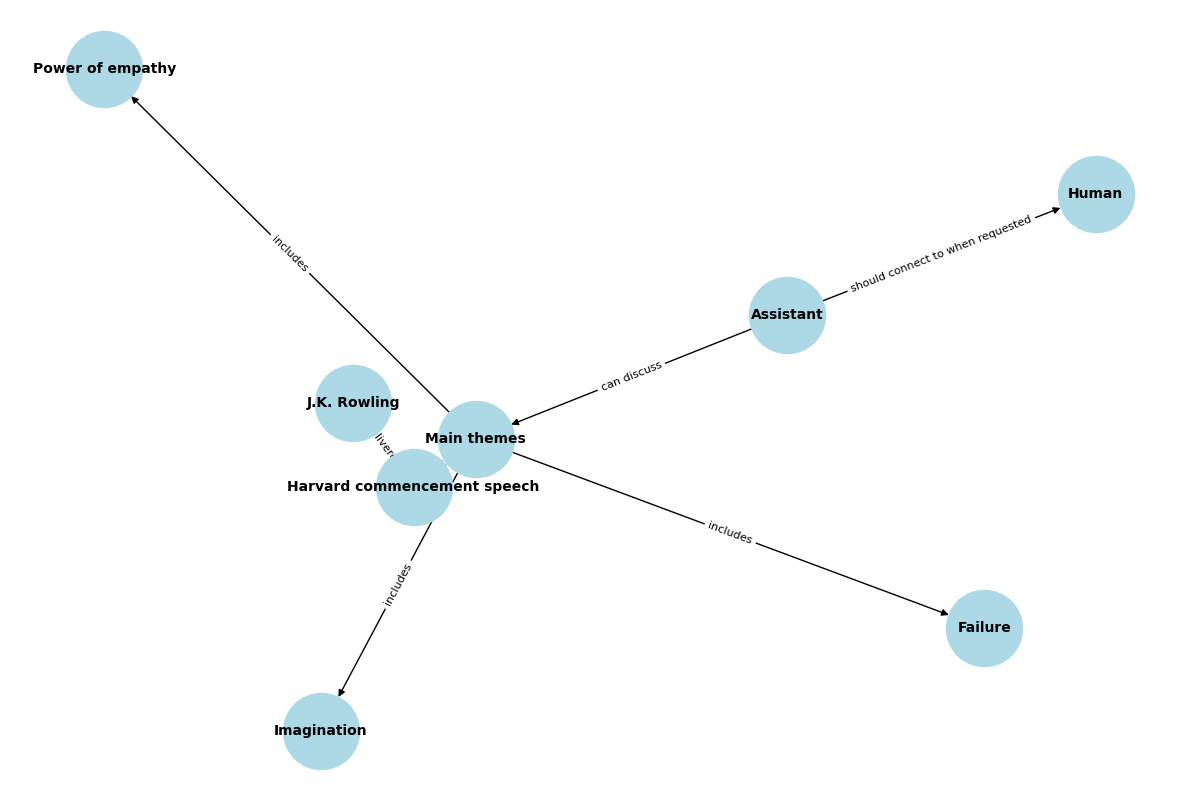 Power of empathy
Human
should connect to when requested
includes
Assistant
can discuss
J.K. Rowling
Main themes
Harvard commencement speech
includes
includes
Failure
Imagination